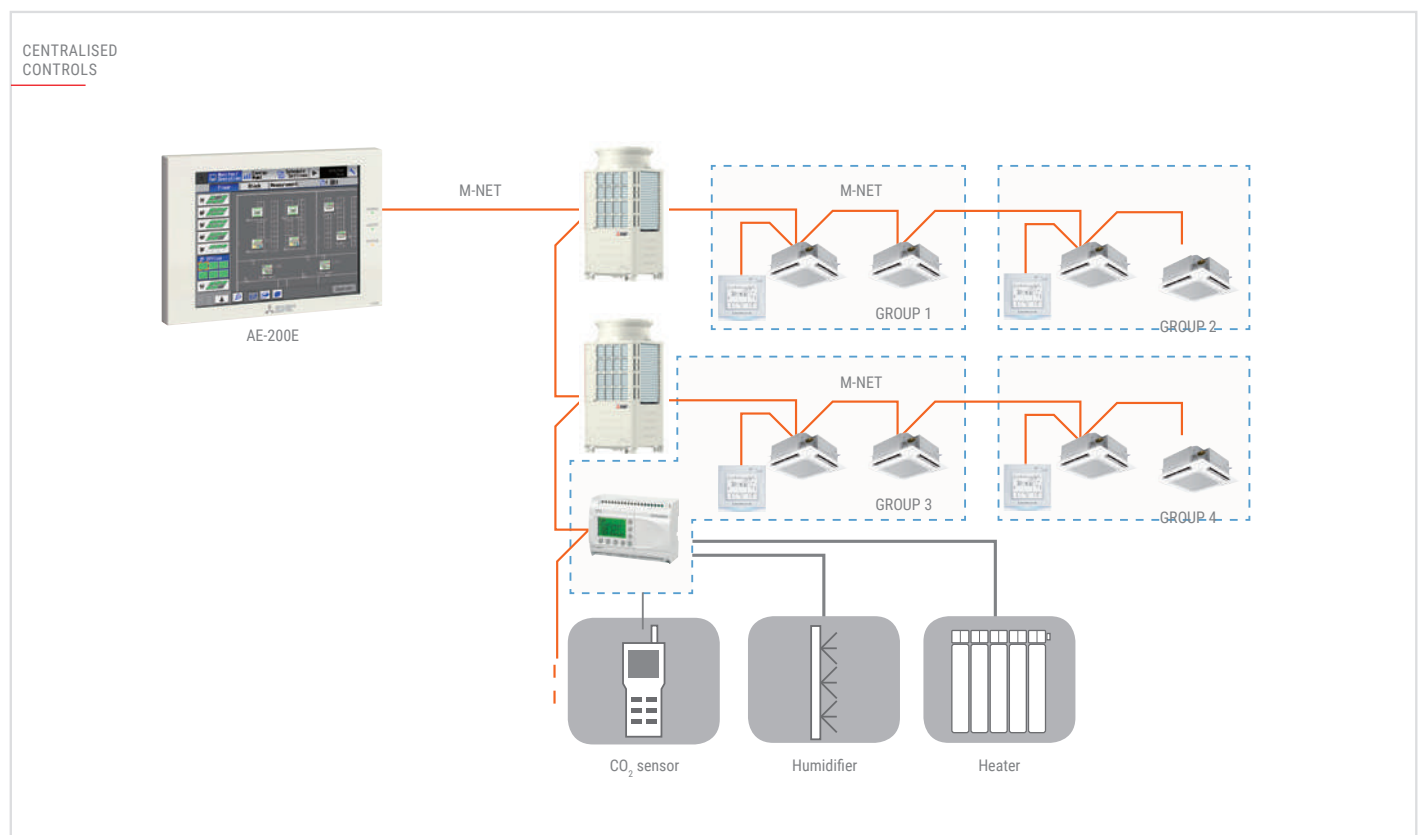 CENTRALISED
CONTROLS
M-NET
AE-200E
M-NET
GROUP 1
GROUP 2
M-NET
GROUP 3
GROUP 4
CO₂ sensor
Humidifier
Heater